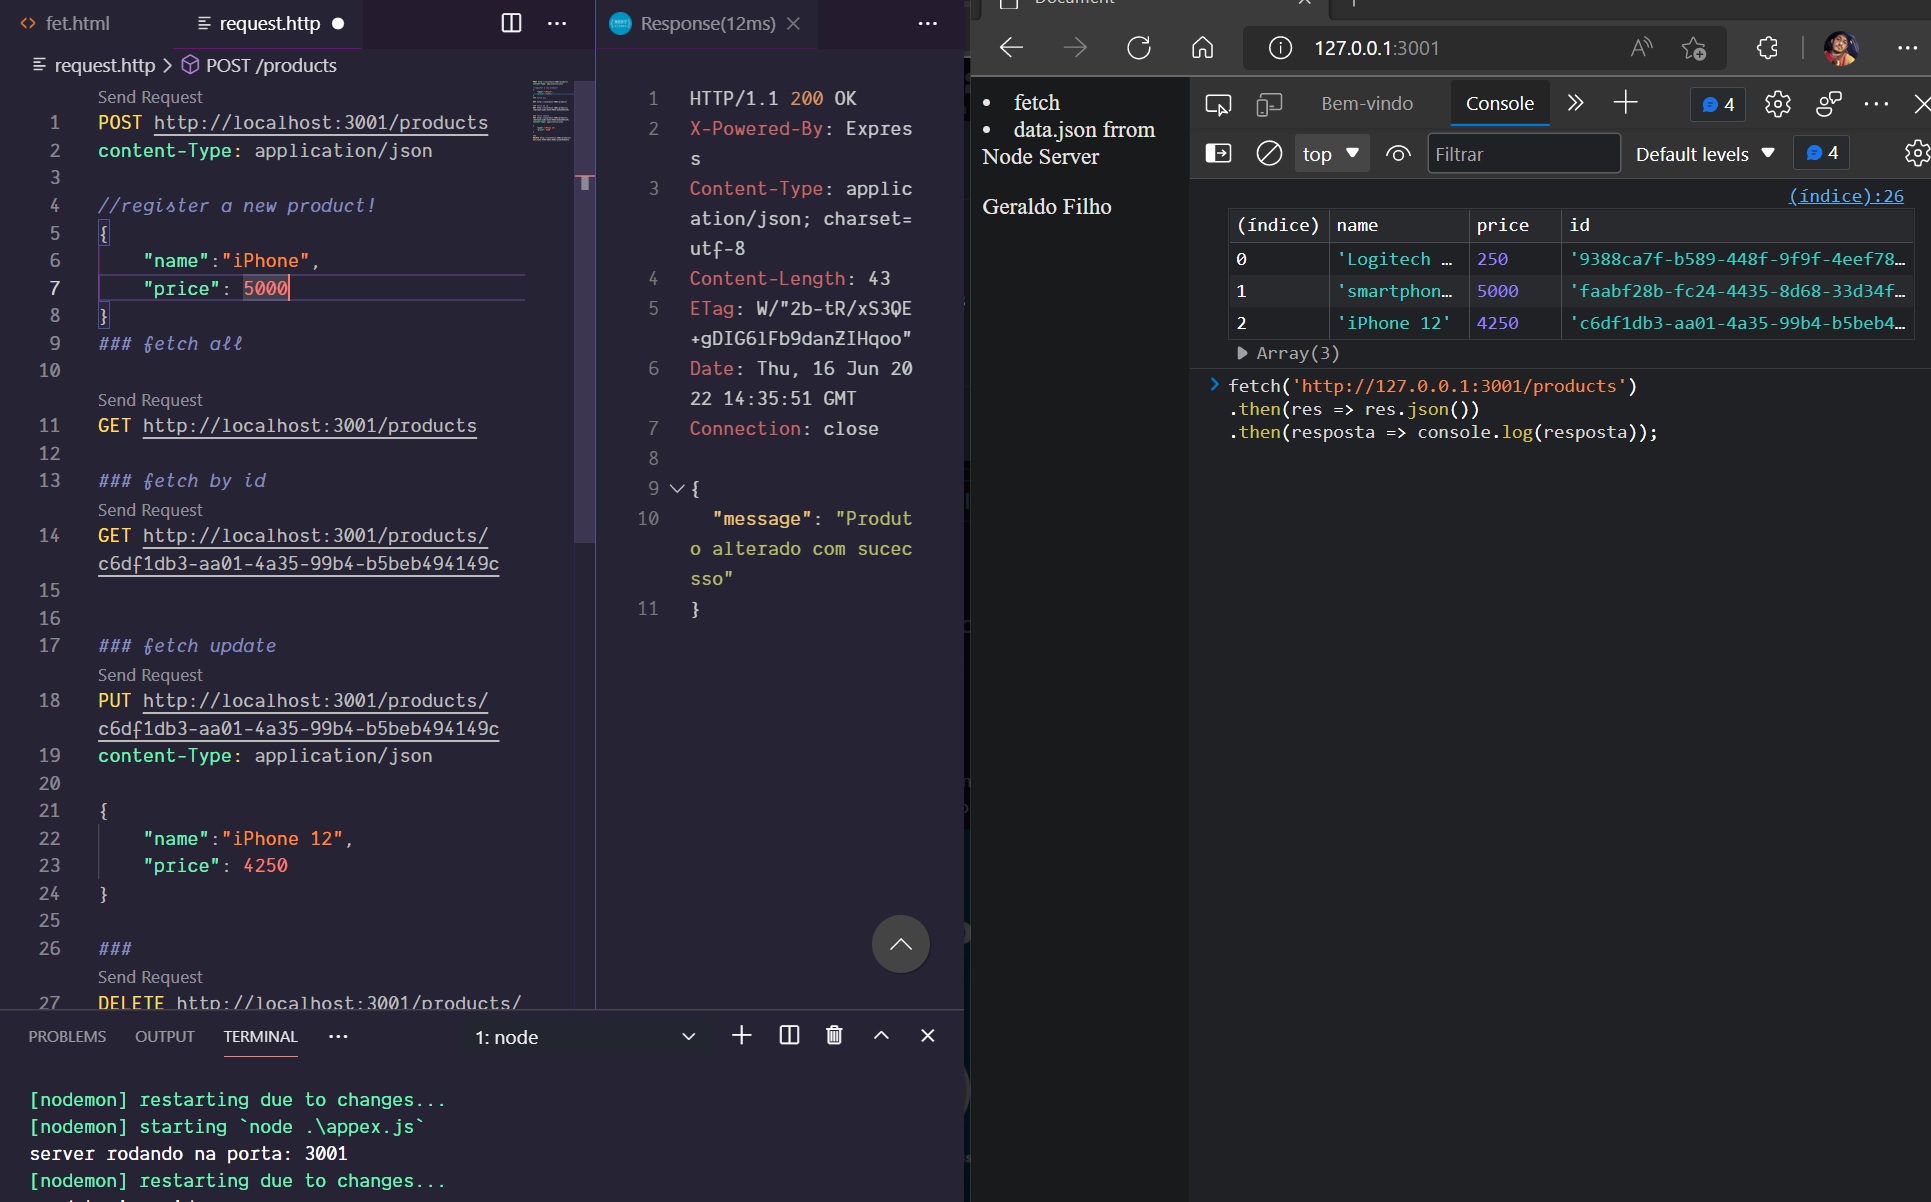 fet.html
request.http
Response(12ms)
request.http > POST /products
Send Request
1 POST http://localhost:3001/products
2 content-Type: application/json
3
4 //register a new product!
5 {
6 "name":"iPhone",
7 "price": 5000
8 }
9 ### fetch all
10
Send Request
11 GET http://localhost:3001/products
12
13 ### fetch by id
Send Request
14 GET http://localhost:3001/products/
c6df1db3-aa01-4a35-99b4-b5beb494149c
15
16
17 ### fetch update
Send Request
18 PUT http://localhost:3001/products/
c6df1db3-aa01-4a35-99b4-b5beb494149c
19 content-Type: application/json
20
21 {
22 "name":"iPhone 12",
23 "price": 4250
24 }
25
26 ###
Send Request
27 DELETE http://localhost:3001/products/
1 HTTP/1.1 200 OK
2 X-Powered-By: Expres
s
3 Content-Type: applic
ation/json; charset=
utf-8
4 Content-Length: 43
5 ETag: W/"2b-tR/xS3QE
+gDIG6lFb9danZIHqoo"
6 Date: Thu, 16 Jun 20
22 14:35:51 GMT
7 Connection: close
8
9 {
10 "message": "Produt
o alterado com sucec
sso"
11 }
PROBLEMS OUTPUT TERMINAL ··· 1: node
[nodemon] restarting due to changes...
[nodemon] starting `node .\appex.js`
server rodando na porta: 3001
[nodemon] restarting due to changes...
Document
127.0.0.1:3001
• fetch
• data.json frrom
Node Server
Geraldo Filho
Bem-vindo Console 4
top Filtrar Default levels 4
(índice):26
(índice) name price id
0 'Logitech … 250 '9388ca7f-b589-448f-9f9f-4eef78…
1 'smartphon… 5000 'faabf28b-fc24-4435-8d68-33d34f…
2 'iPhone 12' 4250 'c6df1db3-aa01-4a35-99b4-b5beb4…
Array(3)
> fetch('http://127.0.0.1:3001/products')
.then(res => res.json())
.then(resposta => console.log(resposta));